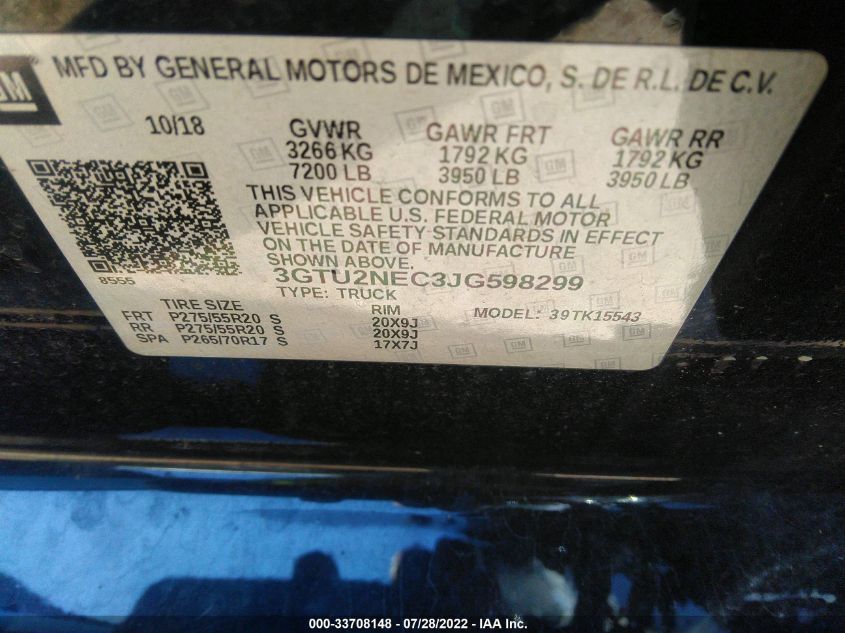 GM MFD BY GENERAL MOTORS DE MEXICO, S. DE R.L. DE C.V.
10/18 GVWR GAWR FRT GAWR RR
3266 KG 1792 KG 1792 KG
7200 LB 3950 LB 3950 LB
THIS VEHICLE CONFORMS TO ALL
APPLICABLE U.S. FEDERAL MOTOR
VEHICLE SAFETY STANDARDS IN EFFECT
ON THE DATE OF MANUFACTURE
SHOWN ABOVE.
8555 3GTU2NEC3JG598299
TYPE: TRUCK
TIRE SIZE RIM MODEL: 39TK15543
FRT P275/55R20 S 20X9J
RR P275/55R20 S 20X9J
SPA P265/70R17 S 17X7J
000-33708148 - 07/28/2022 - IAA Inc.